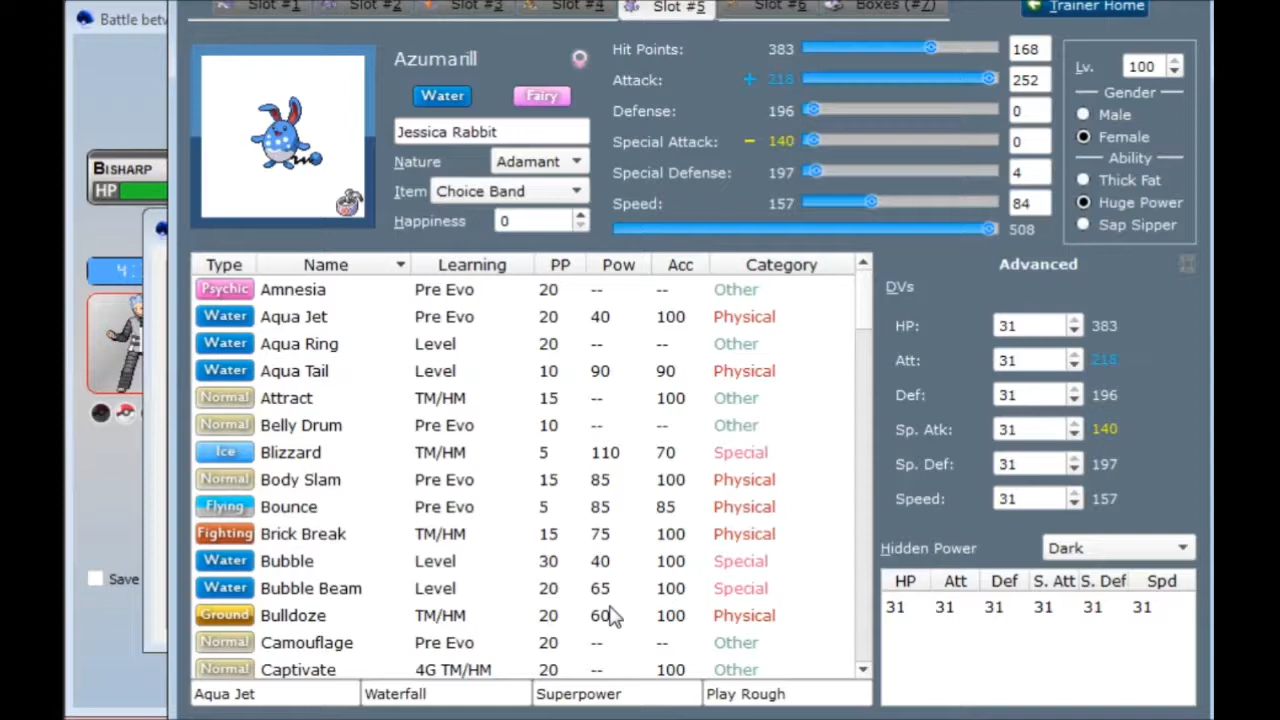 Battle betw
Slot #1 Slot #2 Slot #3 Slot #4 Slot #5 Slot #6 Boxes (#7) Trainer Home
Azumarill
Water Fairy
Jessica Rabbit
Nature Adamant
Item Choice Band
Happiness 0
Hit Points: 383 168
Attack: + 218 252
Defense: 196 0
Special Attack: - 140 0
Special Defense: 197 4
Speed: 157 84
508
Lv. 100
Gender
Male
Female
Ability
Thick Fat
Huge Power
Sap Sipper
BISHARP
HP
Save
Type Name Learning PP Pow Acc Category
Psychic Amnesia Pre Evo 20 -- -- Other
Water Aqua Jet Pre Evo 20 40 100 Physical
Water Aqua Ring Level 20 -- -- Other
Water Aqua Tail Level 10 90 90 Physical
Normal Attract TM/HM 15 -- 100 Other
Normal Belly Drum Pre Evo 10 -- -- Other
Ice Blizzard TM/HM 5 110 70 Special
Normal Body Slam Pre Evo 15 85 100 Physical
Flying Bounce Pre Evo 5 85 85 Physical
Fighting Brick Break TM/HM 15 75 100 Physical
Water Bubble Level 30 40 100 Special
Water Bubble Beam Level 20 65 100 Special
Ground Bulldoze TM/HM 20 60 100 Physical
Normal Camouflage Pre Evo 20 -- -- Other
Normal Captivate 4G TM/HM 20 -- 100 Other
Aqua Jet Waterfall Superpower Play Rough
Advanced
DVs
HP: 31 383
Att: 31 218
Def: 31 196
Sp. Atk: 31 140
Sp. Def: 31 197
Speed: 31 157
Hidden Power Dark
HP Att Def S. Att S. Def Spd
31 31 31 31 31 31